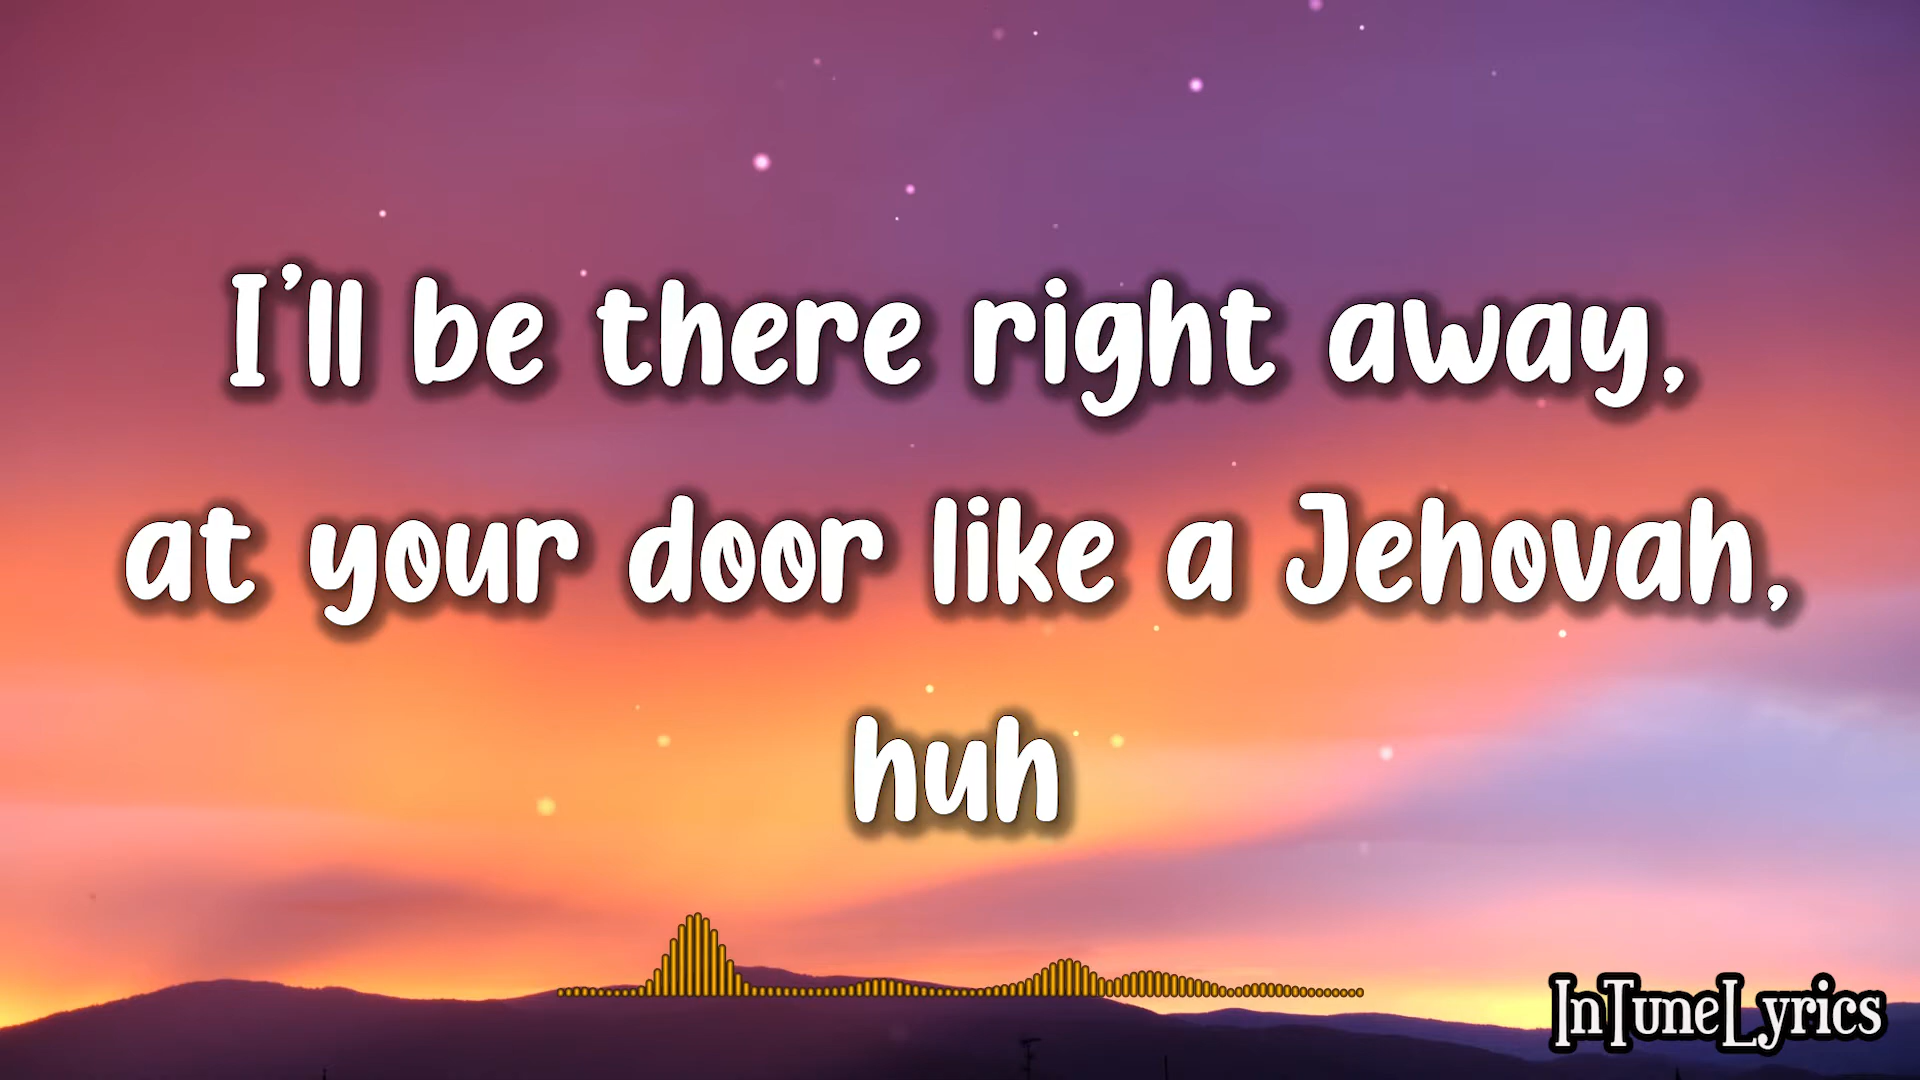 I'll be there right away,
at your door like a Jehovah,
huh
InTuneLyrics